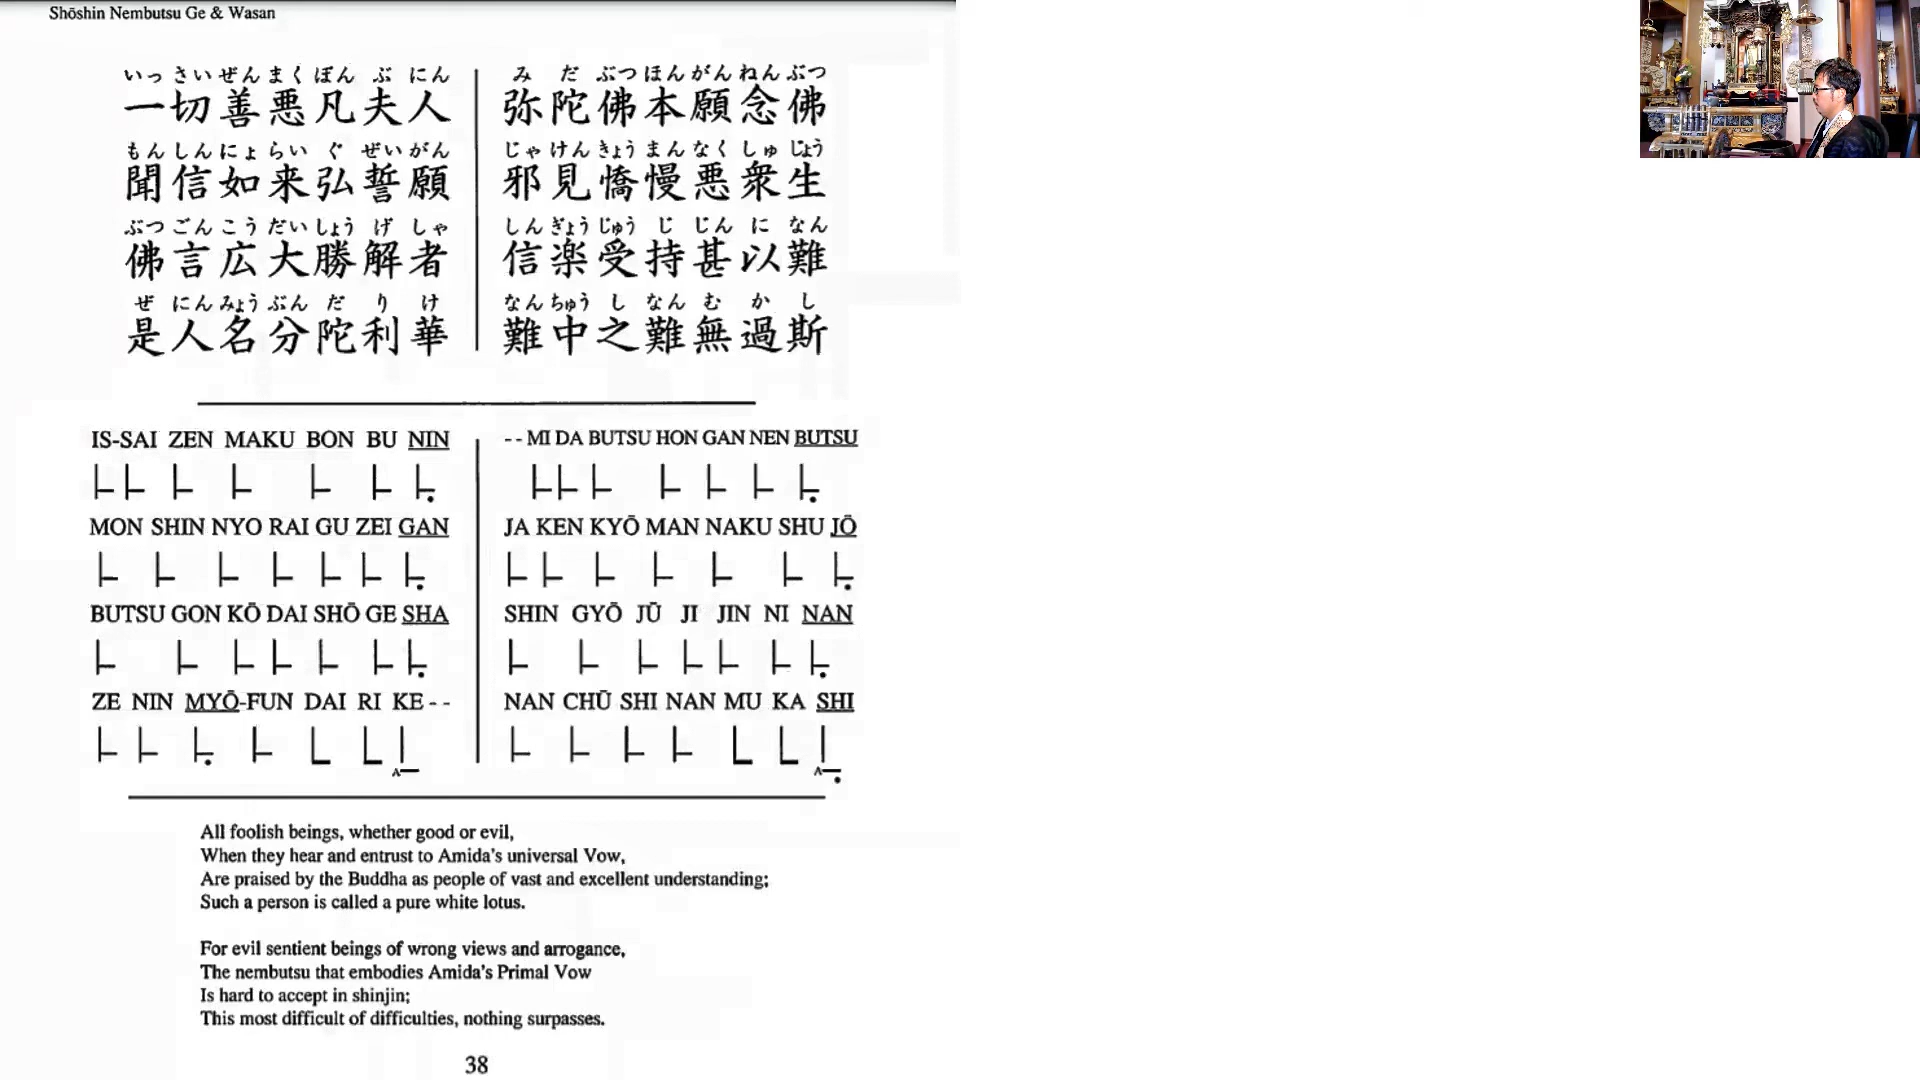 Shōshin Nembutsu Ge & Wasan
いっ さい ぜん まく ぼん ぶ にん
一切善悪凡夫人
もん しん にょ らい ぐ ぜい がん
聞信如来弘誓願
ぶつ ごん こう だい しょう げ しゃ
佛言広大勝解者
ぜ にん みょう ぶん だ り け
是人名分陀利華
み だ ぶつ ほん がん ねん ぶつ
弥陀佛本願念佛
じゃ けん きょう まん なく しゅ じょう
邪見憍慢悪衆生
しん ぎょう じゅう じ じん に なん
信楽受持甚以難
なん ちゅう し なん む か し
難中之難無過斯
IS-SAI ZEN MAKU BON BU NIN
MON SHIN NYO RAI GU ZEI GAN
BUTSU GON KŌ DAI SHŌ GE SHA
ZE NIN MYŌ-FUN DAI RI KE - -
A
- - MI DA BUTSU HON GAN NEN BUTSU
JA KEN KYŌ MAN NAKU SHU JŌ
SHIN GYŌ JŪ JI JIN NI NAN
NAN CHŪ SHI NAN MU KA SHI
A
All foolish beings, whether good or evil,
When they hear and entrust to Amida's universal Vow,
Are praised by the Buddha as people of vast and excellent understanding;
Such a person is called a pure white lotus.
For evil sentient beings of wrong views and arrogance,
The nembutsu that embodies Amida's Primal Vow
Is hard to accept in shinjin;
This most difficult of difficulties, nothing surpasses.
38